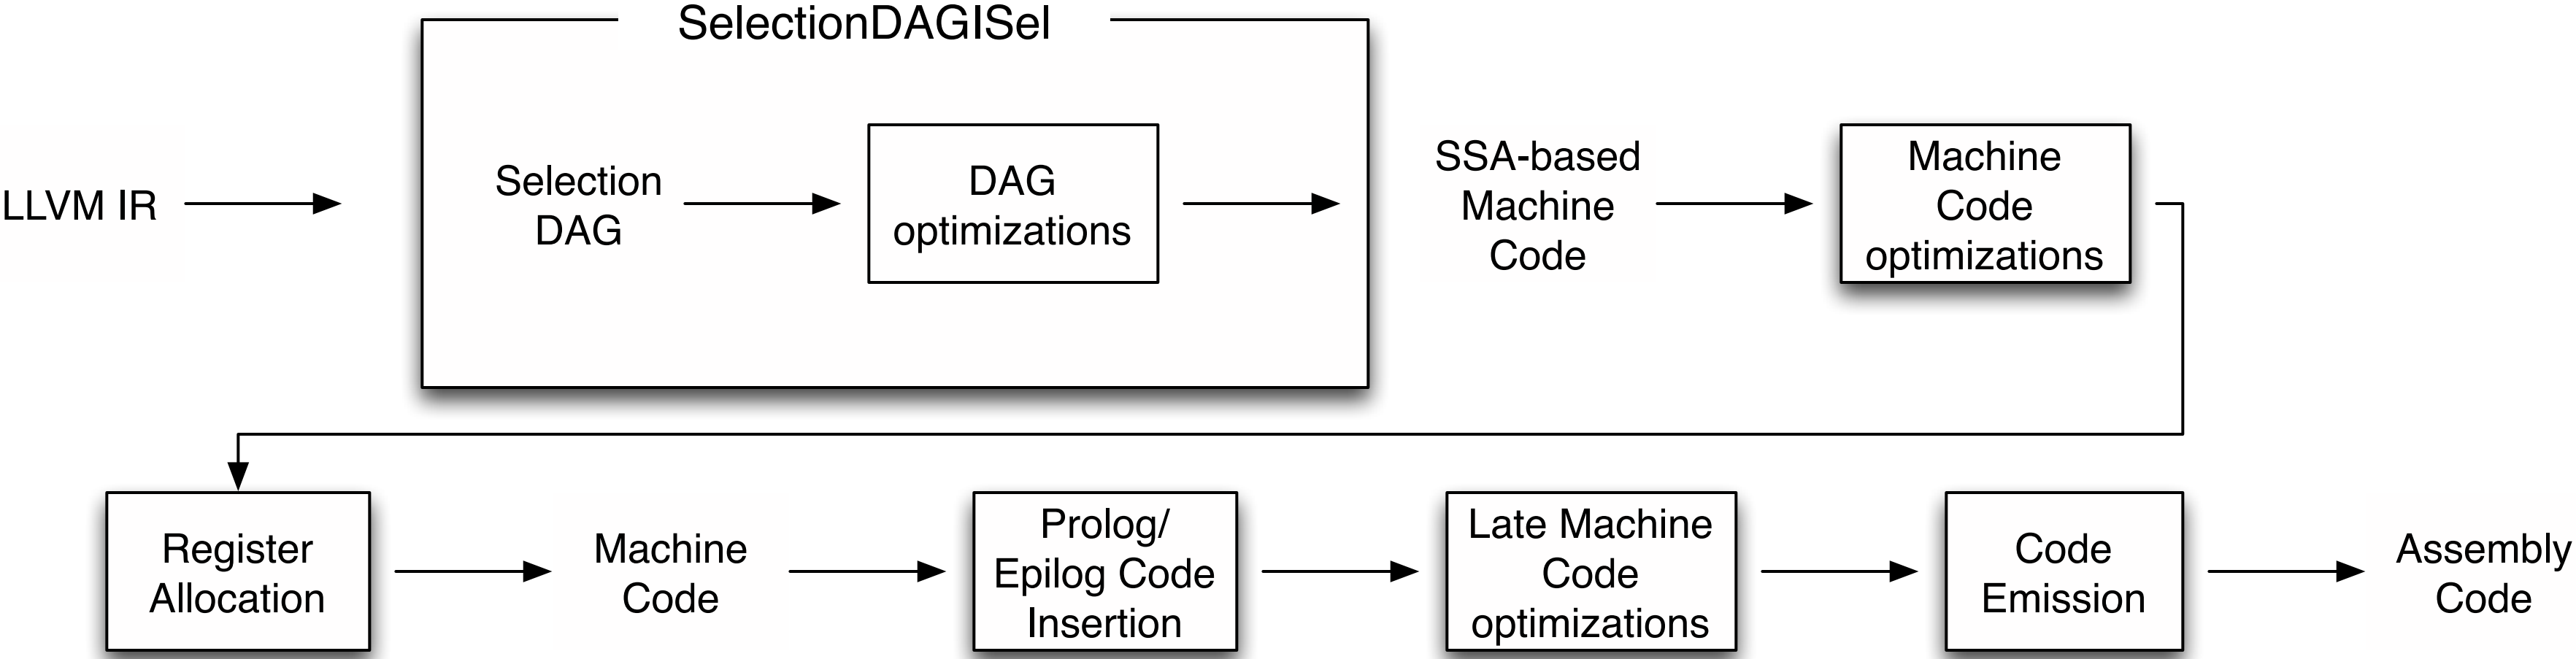 SelectionDAGISel
LLVM IR
Selection
DAG
DAG
optimizations
SSA-based
Machine
Code
Machine
Code
optimizations
Register
Allocation
Machine
Code
Prolog/
Epilog Code
Insertion
Late Machine
Code
optimizations
Code
Emission
Assembly
Code